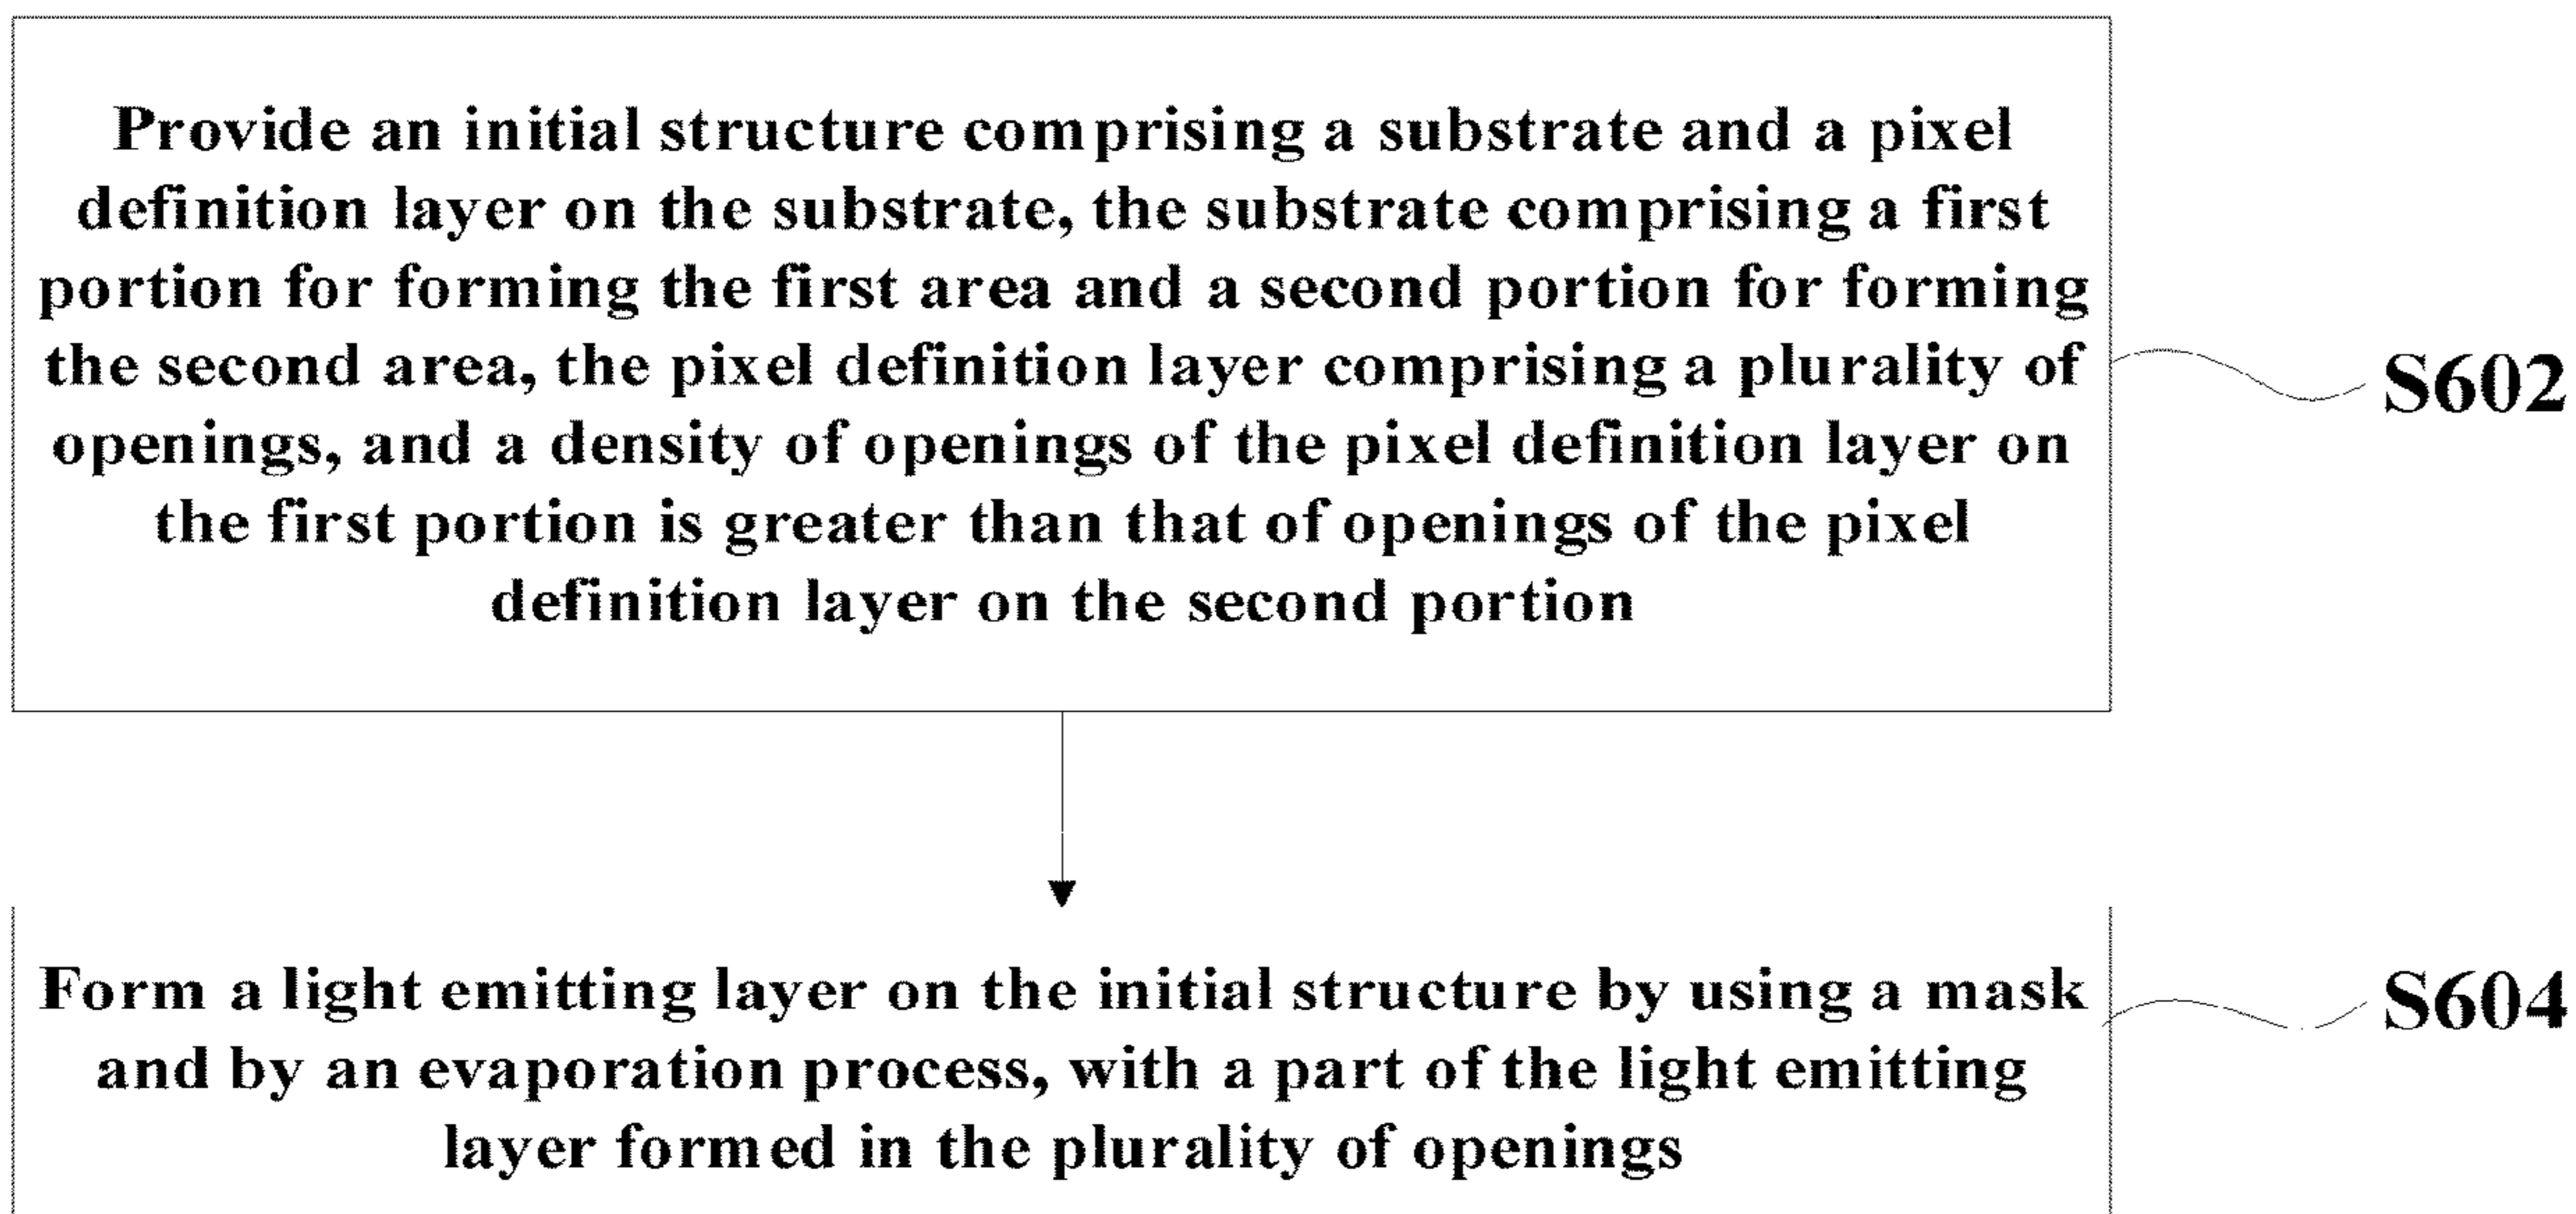 Provide an initial structure comprising a substrate and a pixel
definition layer on the substrate, the substrate comprising a first
portion for forming the first area and a second portion for forming
the second area, the pixel definition layer comprising a plurality of
openings, and a density of openings of the pixel definition layer on
the first portion is greater than that of openings of the pixel
definition layer on the second portion
S602
Form a light emitting layer on the initial structure by using a mask
and by an evaporation process, with a part of the light emitting
layer formed in the plurality of openings
S604